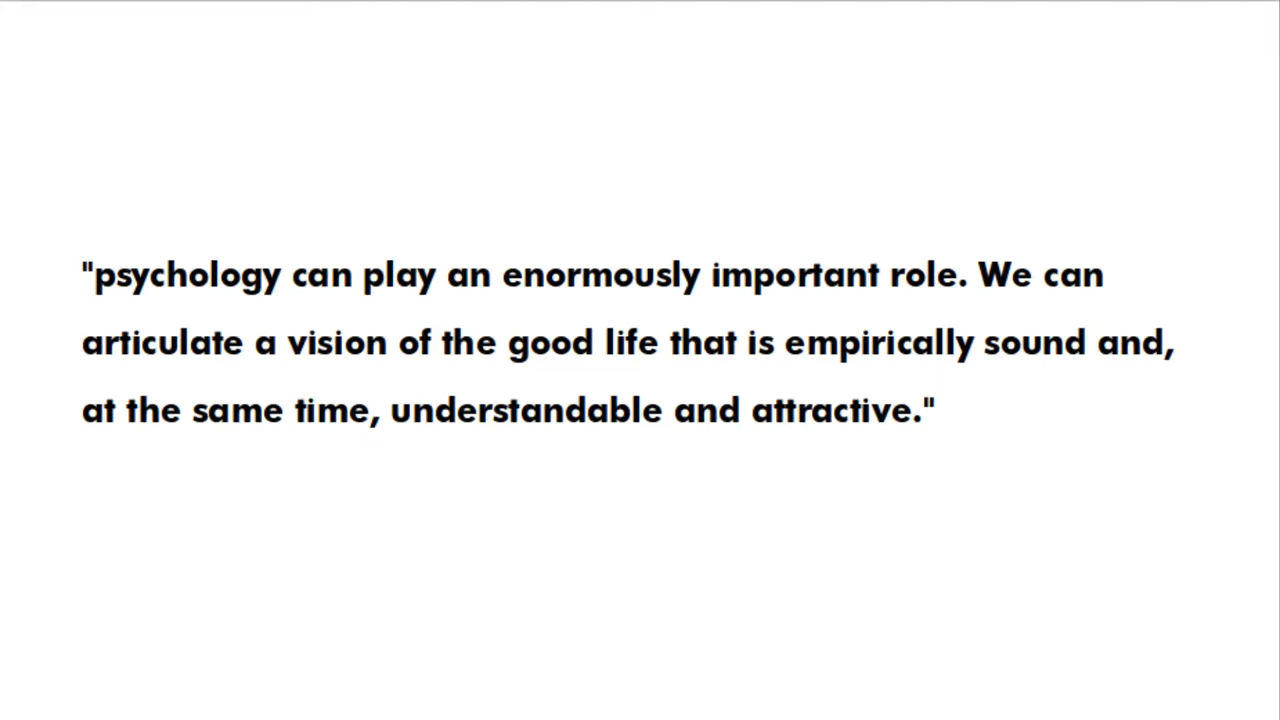 "psychology can play an enormously important role. We can
articulate a vision of the good life that is empirically sound and,
at the same time, understandable and attractive."